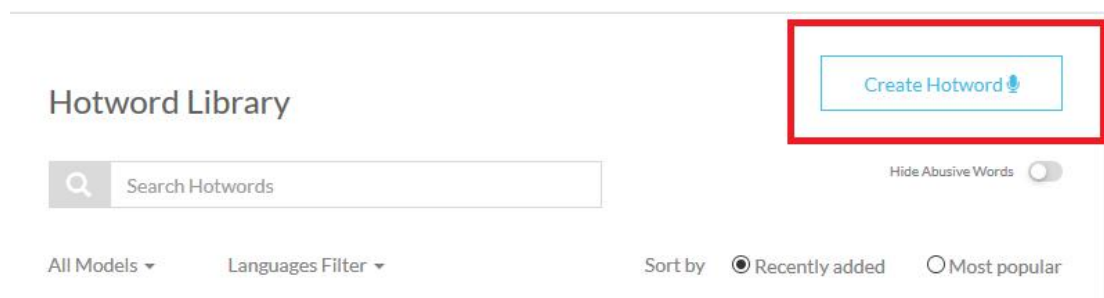 Create Hotword
Hotword Library
Search Hotwords
Hide Abusive Words
All Models Languages Filter Sort by Recently added Most popular